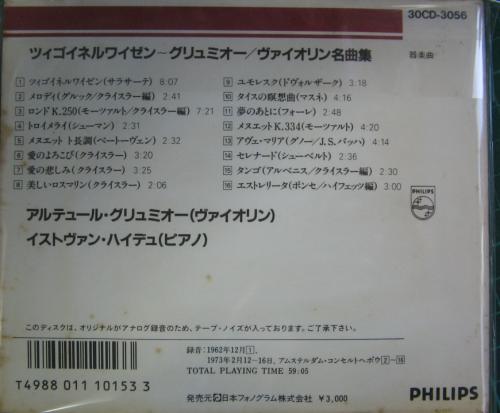 30CD-3056
ツィゴイネルワイゼン～グリュミオー/ヴァイオリン名曲集
器楽曲
1 ツィゴイネルワイゼン(サラサーテ) 8:07
2 メロディ(グルック/クライスラー編) 2:41
3 ロンドK.250(モーツァルト/クライスラー編) 7:21
4 トロイメライ(シューマン) 2:31
5 メヌエット ト長調(ベートーヴェン) 2:32
6 愛のよろこび(クライスラー) 3:20
7 愛の悲しみ(クライスラー) 3:25
8 美しいロスマリン(クライスラー) 2:06
9 ユモレスク(ドヴォルザーク) 3:18
10 タイスの瞑想曲(マスネ) 4:16
11 夢のあとに(フォーレ) 2:48
12 メヌエットK.334(モーツァルト) 4:20
13 アヴェ・マリア(グノー/J.S.バッハ) 7:14
14 セレナード(シューベルト) 2:36
15 タンゴ(アルベニス/クライスラー編) 2:30
16 エストレリータ(ポンセ/ハイフェッツ編) 3:00
アルテュール・グリュミオー(ヴァイオリン)
イストヴァン・ハイデュ(ピアノ)
PHILIPS
このディスクは、オリジナルがアナログ録音のため、テープ・ノイズが入っております。ご了承下さい。
録音:1962年12月1,
1973年2月12～16日, アムステルダム・コンセルトヘボウ2～16
TOTAL PLAYING TIME 59:05
T4988 011 10153 3
発売元 日本フォノグラム株式会社 ¥3,000
PHILIPS